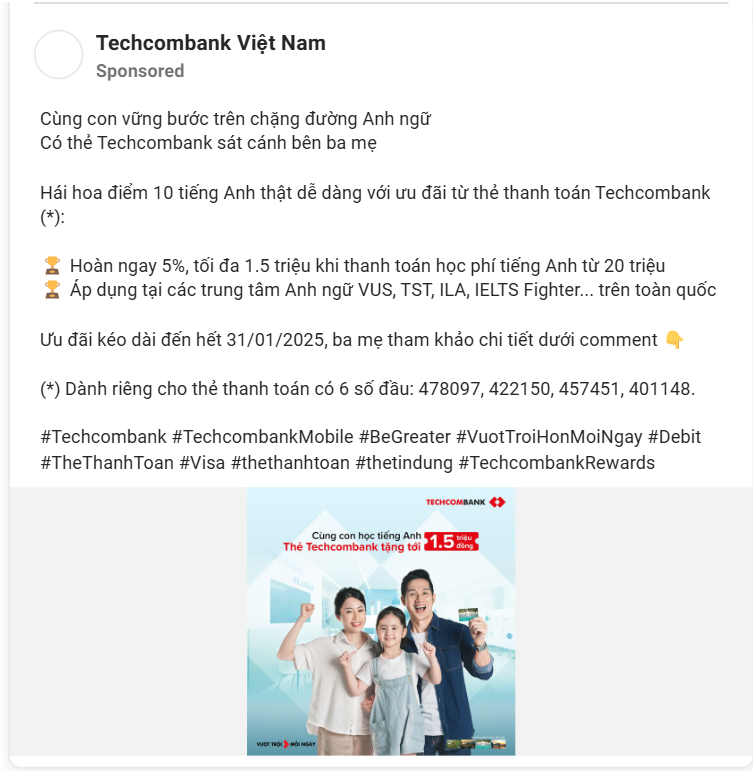 Techcombank Việt Nam
Sponsored
Cùng con vững bước trên chặng đường Anh ngữ
Có thẻ Techcombank sát cánh bên ba mẹ
Hái hoa điểm 10 tiếng Anh thật dễ dàng với ưu đãi từ thẻ thanh toán Techcombank
(*):
🏆 Hoàn ngay 5%, tối đa 1.5 triệu khi thanh toán học phí tiếng Anh từ 20 triệu
🏆 Áp dụng tại các trung tâm Anh ngữ VUS, TST, ILA, IELTS Fighter... trên toàn quốc
Ưu đãi kéo dài đến hết 31/01/2025, ba mẹ tham khảo chi tiết dưới comment 👇
(*) Dành riêng cho thẻ thanh toán có 6 số đầu: 478097, 422150, 457451, 401148.
#Techcombank #TechcombankMobile #BeGreater #VuotTroiHonMoiNgay #Debit
#TheThanhToan #Visa #thethanhtoan #thetindung #TechcombankRewards
TECHCOMBANK
Cùng con học tiếng Anh
Thẻ Techcombank tặng tới 1.5 triệu đồng
VƯỢT TRỘI MỖI NGÀY